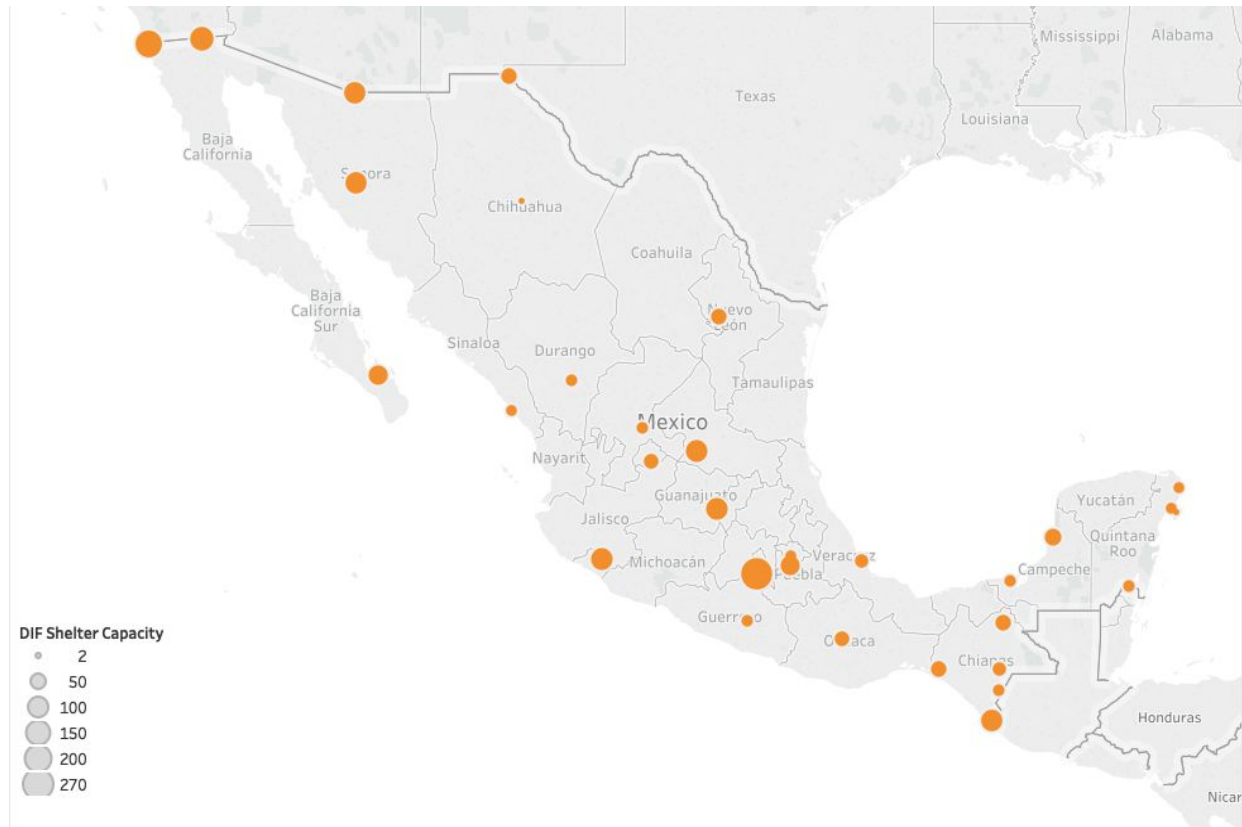 Mississippi
Alabama
Texas
Louisiana
Baja
California
Sonora
Chihuahua
Coahuila
Baja
California
Sur
Nuevo
León
Sinaloa
Durango
Tamaulipas
Mexico
Nayarit
Guanajuato
Yucatán
Jalisco
Quintana
Roo
Michoacán
Veracruz
Puebla
Campeche
Guerrero
Oaxaca
Chiapas
Honduras
Nicar
DIF Shelter Capacity
2
50
100
150
200
270